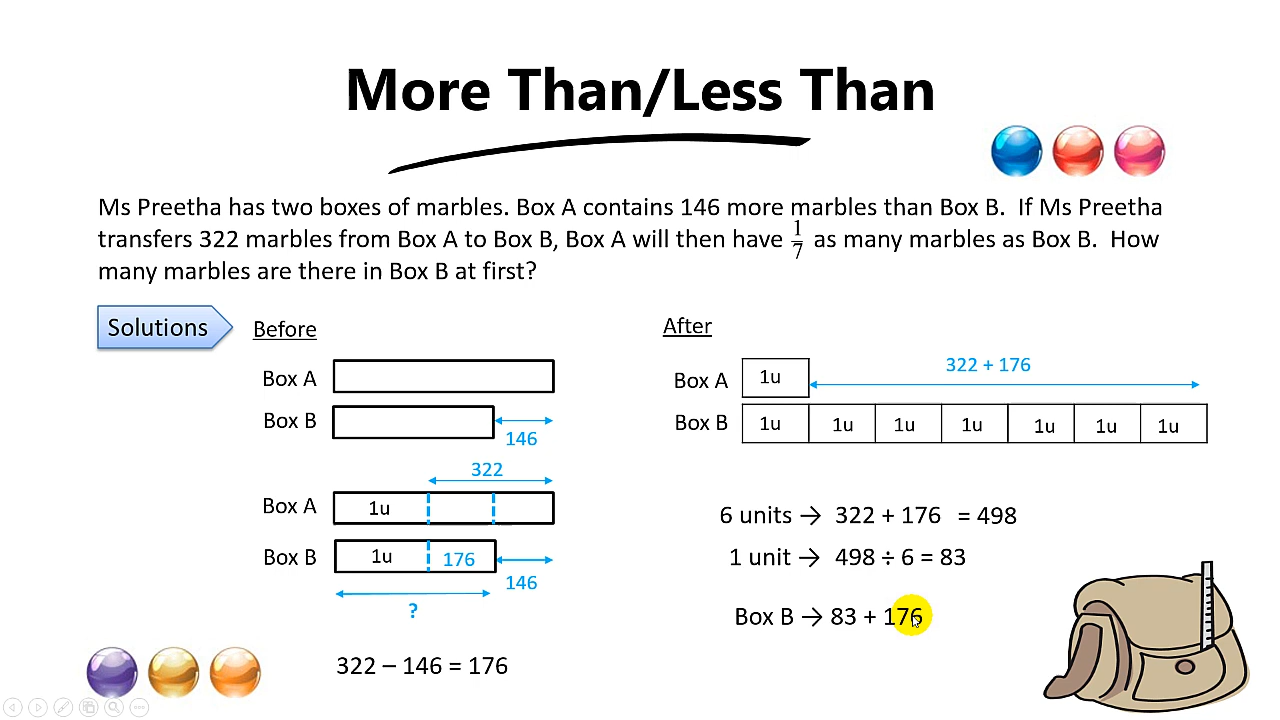 More Than/Less Than
Ms Preetha has two boxes of marbles. Box A contains 146 more marbles than Box B. If Ms Preetha
transfers 322 marbles from Box A to Box B, Box A will then have 1/7 as many marbles as Box B. How
many marbles are there in Box B at first?
Solutions
Before
Box A
Box B
146
322
Box A 1u
Box B 1u 176
146
?
322 – 146 = 176
After
322 + 176
Box A 1u
Box B 1u 1u 1u 1u 1u 1u 1u
6 units → 322 + 176 = 498
1 unit → 498 ÷ 6 = 83
Box B → 83 + 176